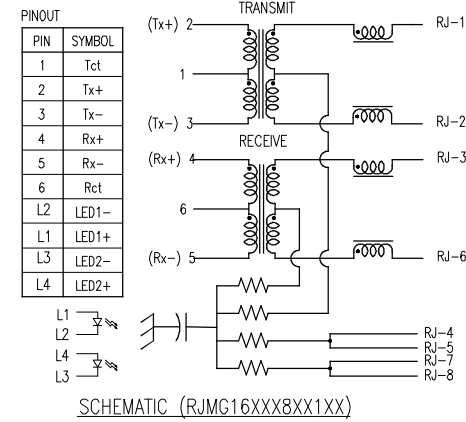 PINOUT
PIN SYMBOL
1 Tct
2 Tx+
3 Tx-
4 Rx+
5 Rx-
6 Rct
L2 LED1-
L1 LED1+
L3 LED2-
L4 LED2+
TRANSMIT
(Tx+) 2
RJ-1
1
(Tx-) 3
RJ-2
RECEIVE
(Rx+) 4
RJ-3
6
(Rx-) 5
RJ-6
L1
L2
L4
L3
RJ-4
RJ-5
RJ-7
RJ-8
SCHEMATIC (RJMG16XXX8XX1XX)